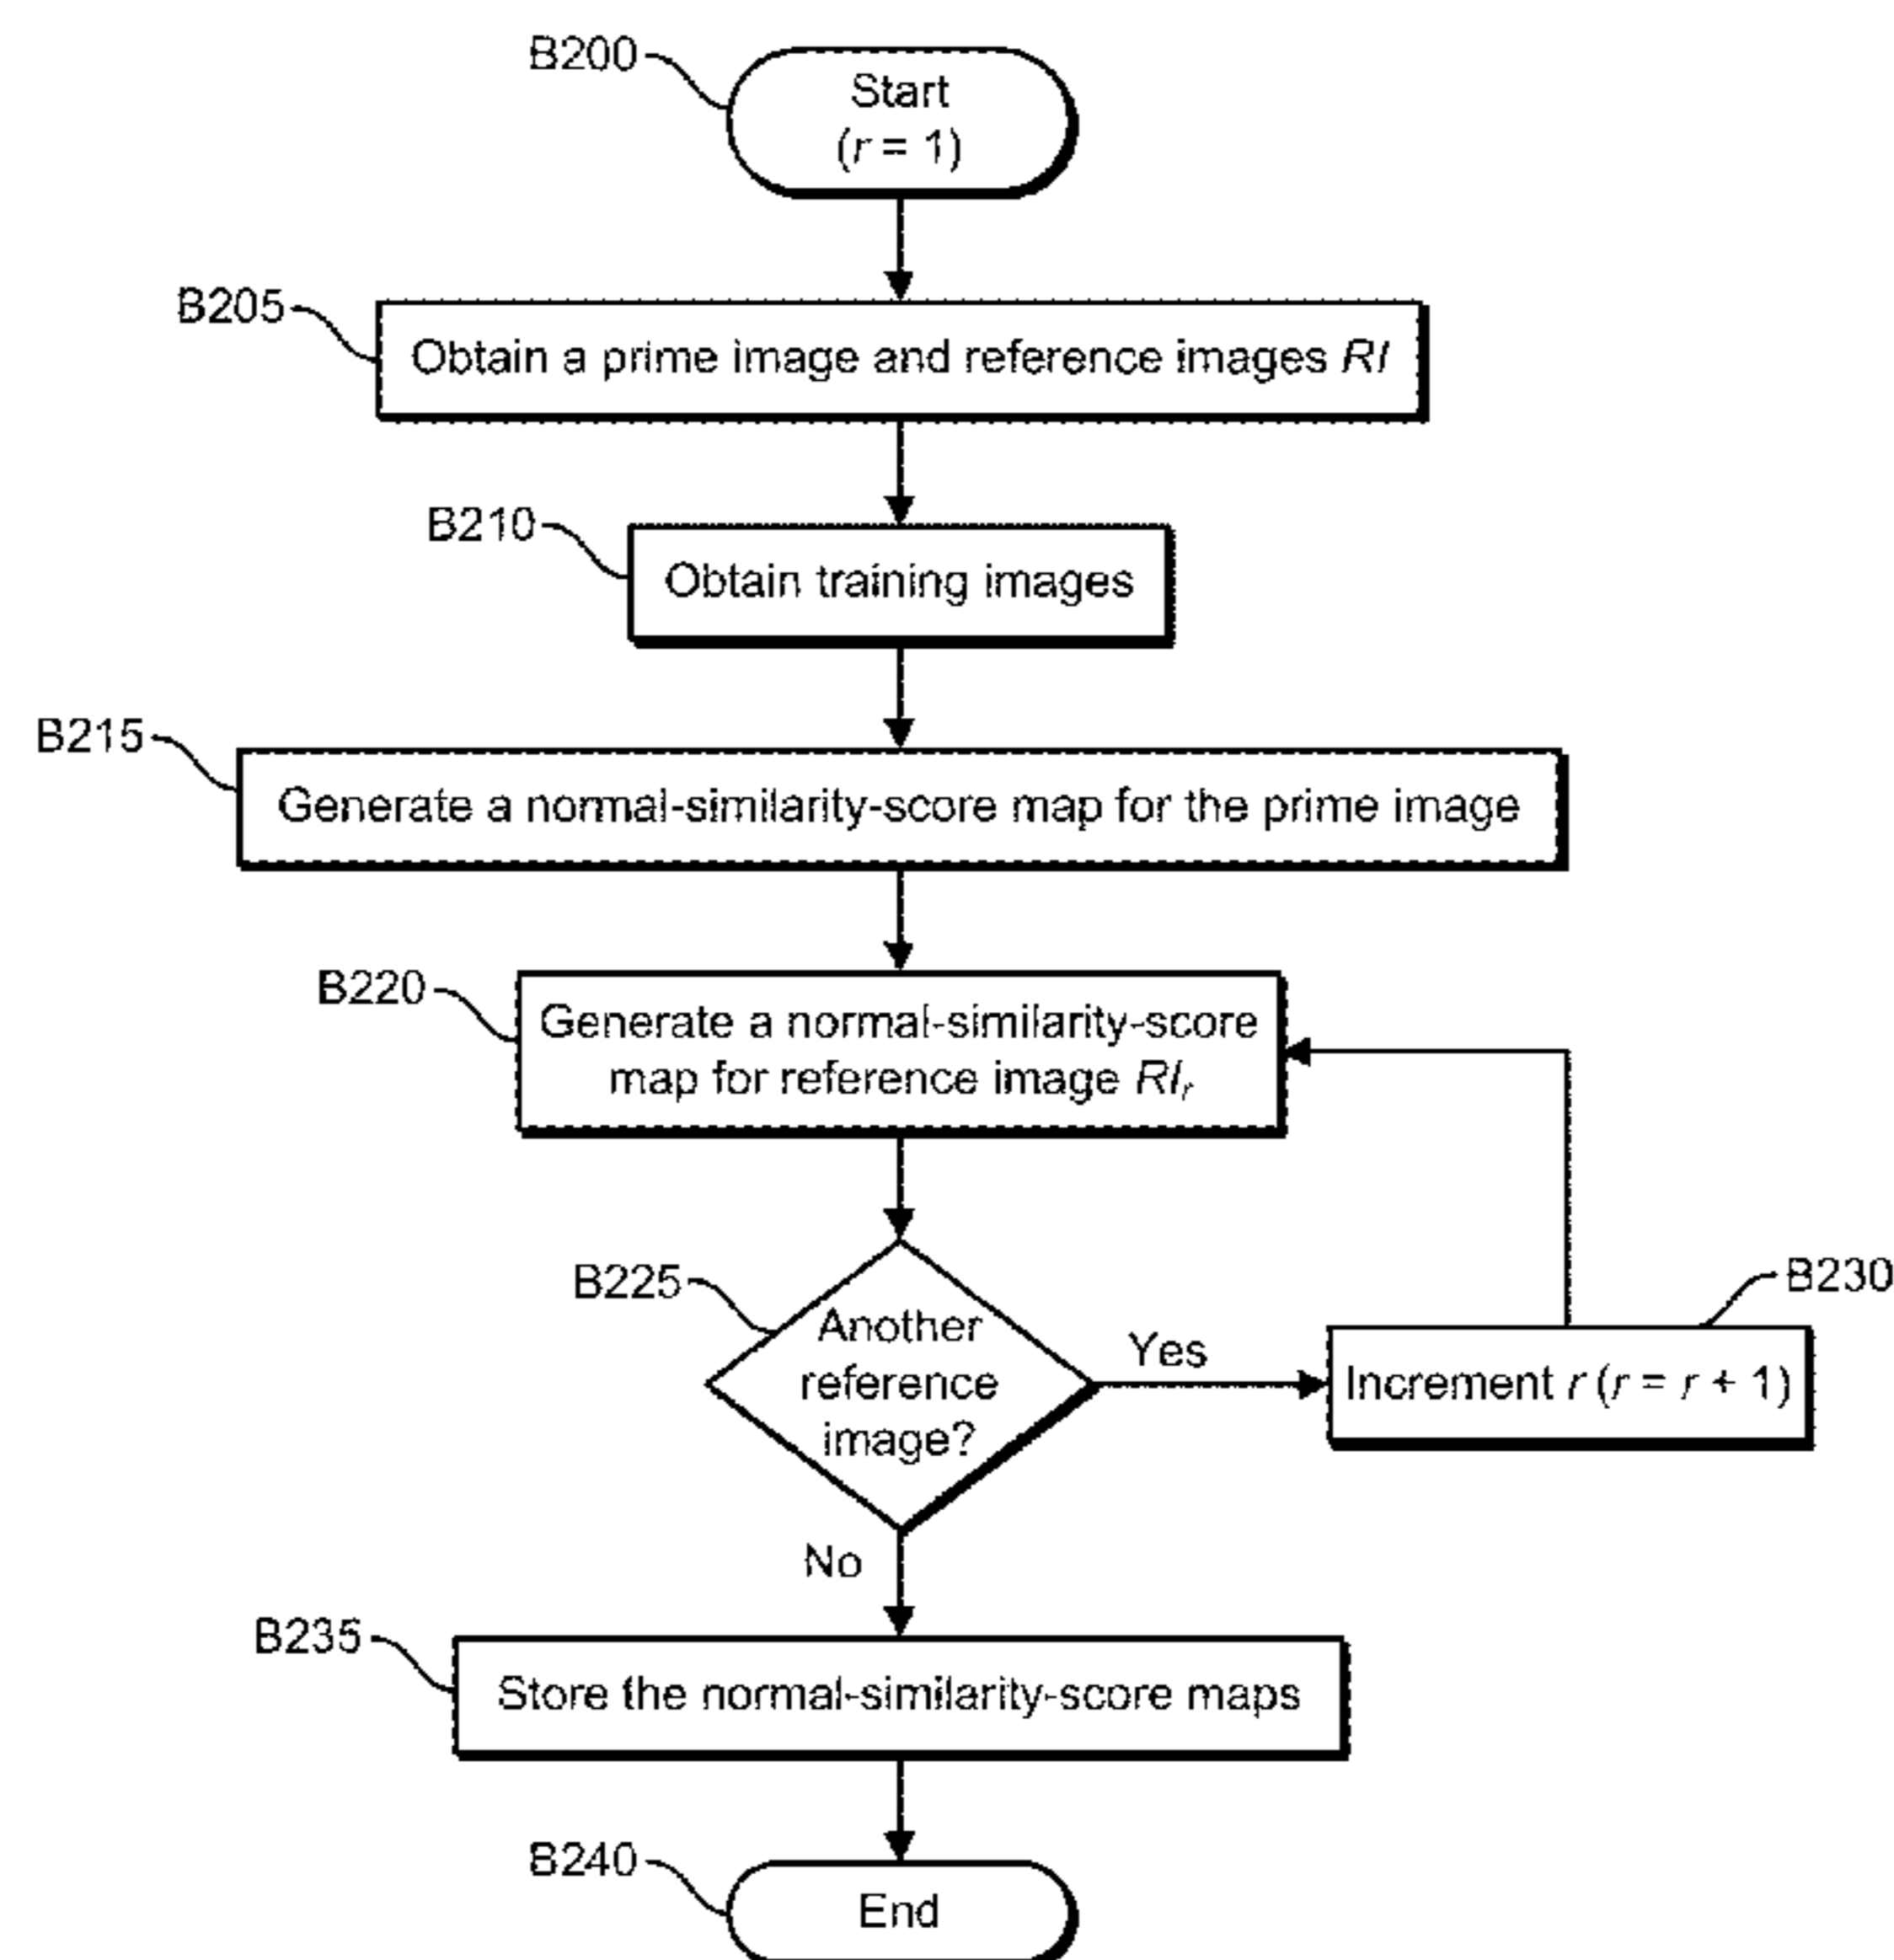 B200
Start
(r = 1)
B205
Obtain a prime image and reference images RI
B210
Obtain training images
B215
Generate a normal-similarity-score map for the prime image
B220
Generate a normal-similarity-score
map for reference image RIr
B225
Another
reference
image?
Yes
B230
Increment r (r = r + 1)
No
B235
Store the normal-similarity-score maps
B240
End